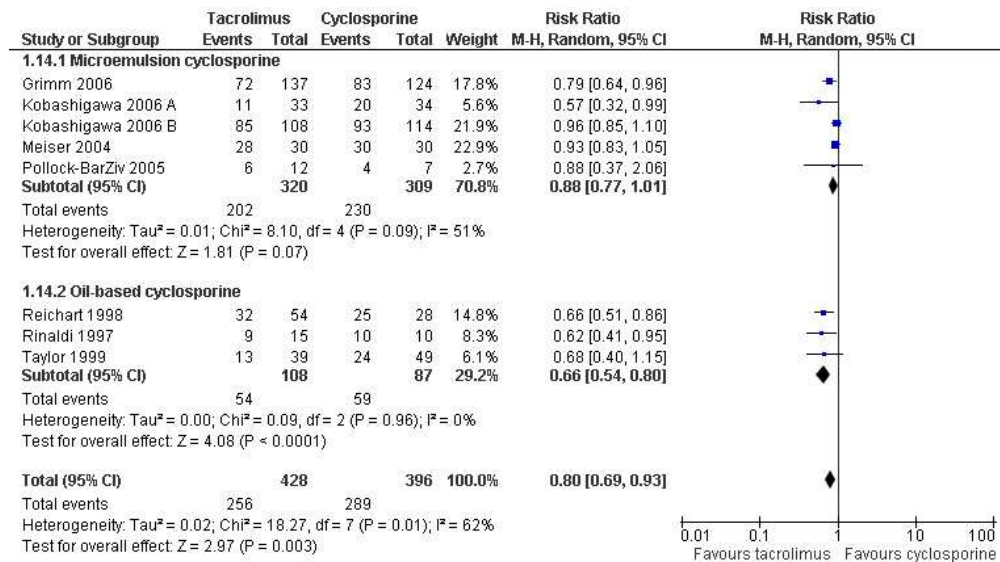 Tacrolimus Cyclosporine Risk Ratio Risk Ratio
Study or Subgroup Events Total Events Total Weight M-H, Random, 95% CI M-H, Random, 95% CI
1.14.1 Microemulsion cyclosporine
Grimm 2006 72 137 83 124 17.8% 0.79 [0.64, 0.96]
Kobashigawa 2006 A 11 33 20 34 5.6% 0.57 [0.32, 0.99]
Kobashigawa 2006 B 85 108 93 114 21.9% 0.96 [0.85, 1.10]
Meiser 2004 28 30 30 30 22.9% 0.93 [0.83, 1.05]
Pollock-BarZiv 2005 6 12 4 7 2.7% 0.88 [0.37, 2.06]
Subtotal (95% CI) 320 309 70.8% 0.88 [0.77, 1.01]
Total events 202 230
Heterogeneity: Tau² = 0.01; Chi² = 8.10, df = 4 (P = 0.09); I² = 51%
Test for overall effect: Z = 1.81 (P = 0.07)
1.14.2 Oil-based cyclosporine
Reichart 1998 32 54 25 28 14.8% 0.66 [0.51, 0.86]
Rinaldi 1997 9 15 10 10 8.3% 0.62 [0.41, 0.95]
Taylor 1999 13 39 24 49 6.1% 0.68 [0.40, 1.15]
Subtotal (95% CI) 108 87 29.2% 0.66 [0.54, 0.80]
Total events 54 59
Heterogeneity: Tau² = 0.00; Chi² = 0.09, df = 2 (P = 0.96); I² = 0%
Test for overall effect: Z = 4.08 (P < 0.0001)
Total (95% CI) 428 396 100.0% 0.80 [0.69, 0.93]
Total events 256 289
Heterogeneity: Tau² = 0.02; Chi² = 18.27, df = 7 (P = 0.01); I² = 62%
Test for overall effect: Z = 2.97 (P = 0.003)
0.01 0.1 1 10 100
Favours tacrolimus Favours cyclosporine